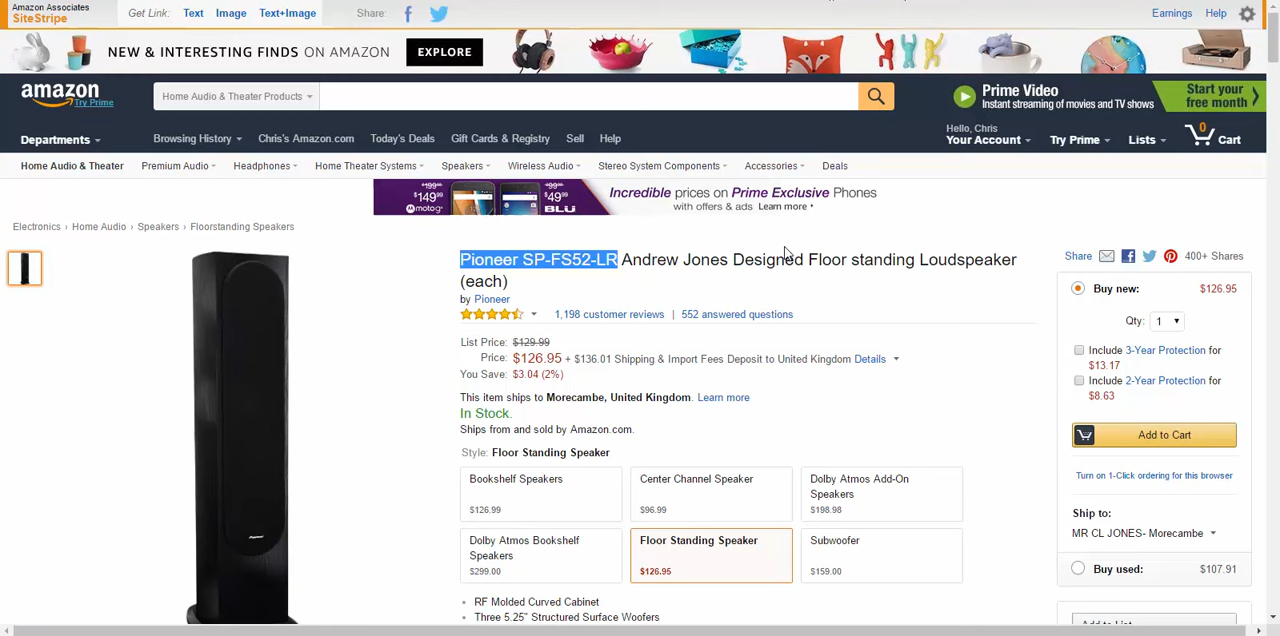 Amazon Associates
SiteStripe
Get Link: Text Image Text+Image Share:
Earnings Help
NEW & INTERESTING FINDS ON AMAZON EXPLORE
amazon
Try Prime
Home Audio & Theater Products
Prime Video
Instant streaming of movies and TV shows
Start your
free month
Departments
Browsing History Chris's Amazon.com Today's Deals Gift Cards & Registry Sell Help
Hello, Chris
Your Account Try Prime Lists 0 Cart
Home Audio & Theater Premium Audio Headphones Home Theater Systems Speakers Wireless Audio Stereo System Components Accessories Deals
$199.99
$149.99
motog
$99.99
$49.99
BLU
Incredible prices on Prime Exclusive Phones
with offers & ads Learn more
Electronics › Home Audio › Speakers › Floorstanding Speakers
Pioneer SP-FS52-LR Andrew Jones Designed Floor standing Loudspeaker
(each)
by Pioneer
1,198 customer reviews | 552 answered questions
List Price: $129.99
Price: $126.95 + $136.01 Shipping & Import Fees Deposit to United Kingdom Details
You Save: $3.04 (2%)
This item ships to Morecambe, United Kingdom. Learn more
In Stock.
Ships from and sold by Amazon.com.
Style: Floor Standing Speaker
Bookshelf Speakers
$126.99
Center Channel Speaker
$96.99
Dolby Atmos Add-On
Speakers
$198.98
Dolby Atmos Bookshelf
Speakers
$299.00
Floor Standing Speaker
$126.95
Subwoofer
$159.00
• RF Molded Curved Cabinet
• Three 5.25" Structured Surface Woofers
Share 400+ Shares
Buy new: $126.95
Qty: 1
Include 3-Year Protection for
$13.17
Include 2-Year Protection for
$8.63
Add to Cart
Turn on 1-Click ordering for this browser
Ship to:
MR CL JONES- Morecambe
Buy used: $107.91
Add to List